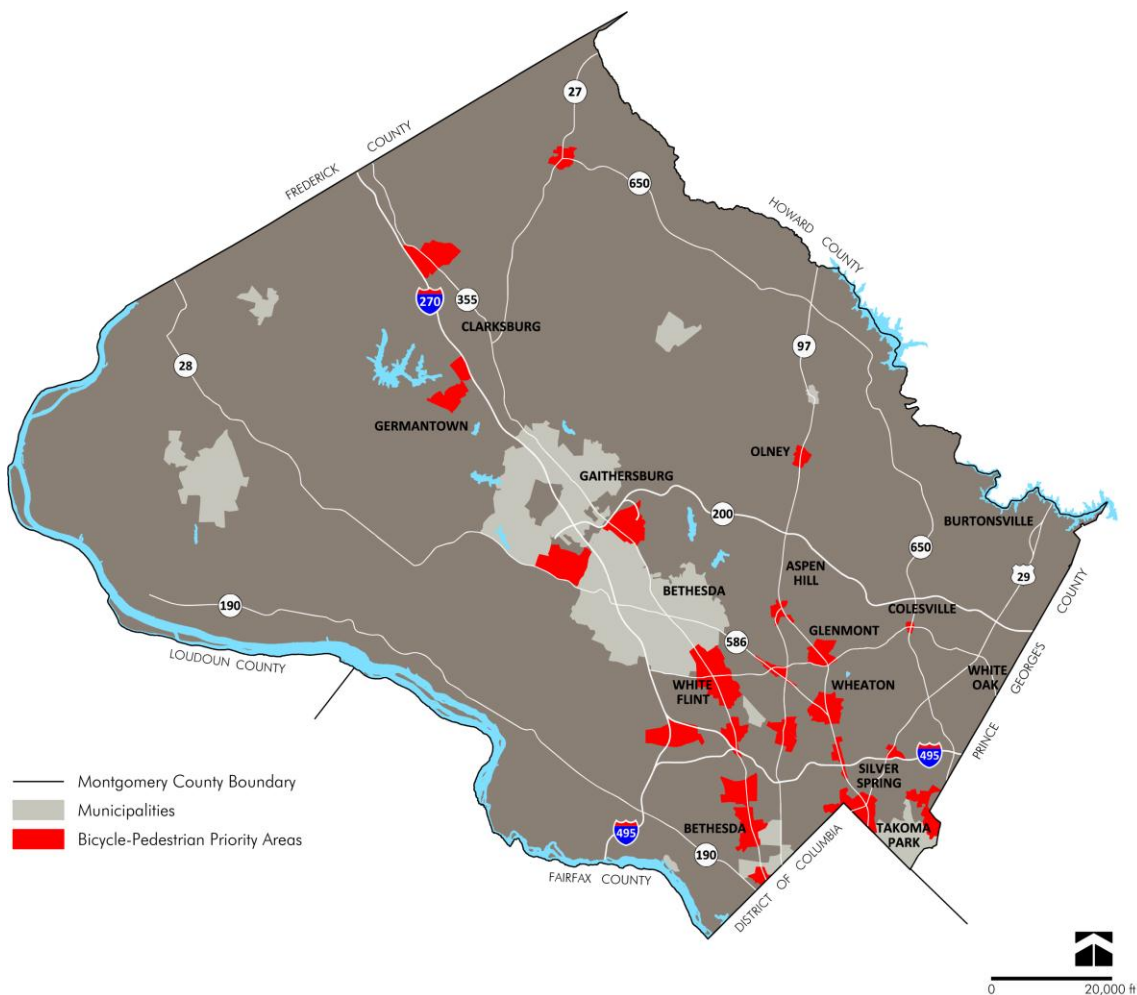 27
FREDERICK COUNTY
650
HOWARD COUNTY
270
355
CLARKSBURG
97
28
GERMANTOWN
OLNEY
GAITHERSBURG
200
BURTONSVILLE
650
29
ASPEN
HILL
BETHESDA
190
COLESVILLE
GLENMONT
586
LOUDOUN COUNTY
WHITE
FLINT
WHEATON
WHITE
OAK
PRINCE GEORGE'S COUNTY
495
SILVER
SPRING
Montgomery County Boundary
Municipalities
Bicycle-Pedestrian Priority Areas
495
BETHESDA
190
TAKOMA
PARK
FAIRFAX COUNTY
DISTRICT OF COLUMBIA
0 20,000 ft